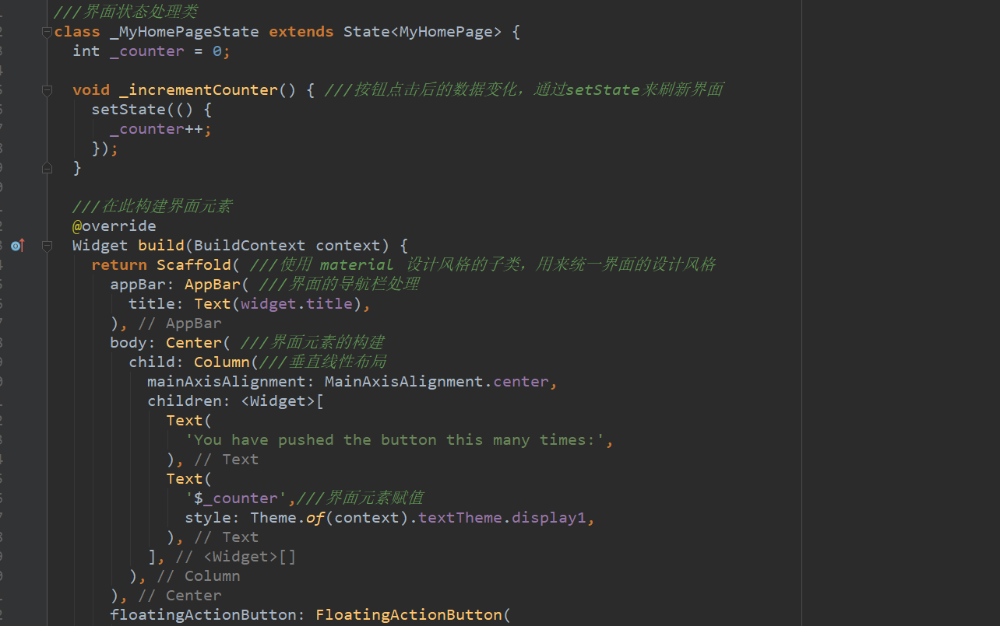 ///界面状态处理类
class _MyHomePageState extends State<MyHomePage> {
  int _counter = 0;

  void _incrementCounter() { ///按钮点击后的数据变化，通过setState来刷新界面
    setState(() {
      _counter++;
    });
  }

  ///在此构建界面元素
  @override
  Widget build(BuildContext context) {
    return Scaffold( ///使用 material 设计风格的子类，用来统一界面的设计风格
      appBar: AppBar( ///界面的导航栏处理
        title: Text(widget.title),
      ), // AppBar
      body: Center( ///界面元素的构建
        child: Column(///垂直线性布局
          mainAxisAlignment: MainAxisAlignment.center,
          children: <Widget>[
            Text(
              'You have pushed the button this many times:',
            ), // Text
            Text(
              '$_counter',///界面元素赋值
              style: Theme.of(context).textTheme.display1,
            ), // Text
          ], // <Widget>[]
        ), // Column
      ), // Center
      floatingActionButton: FloatingActionButton(